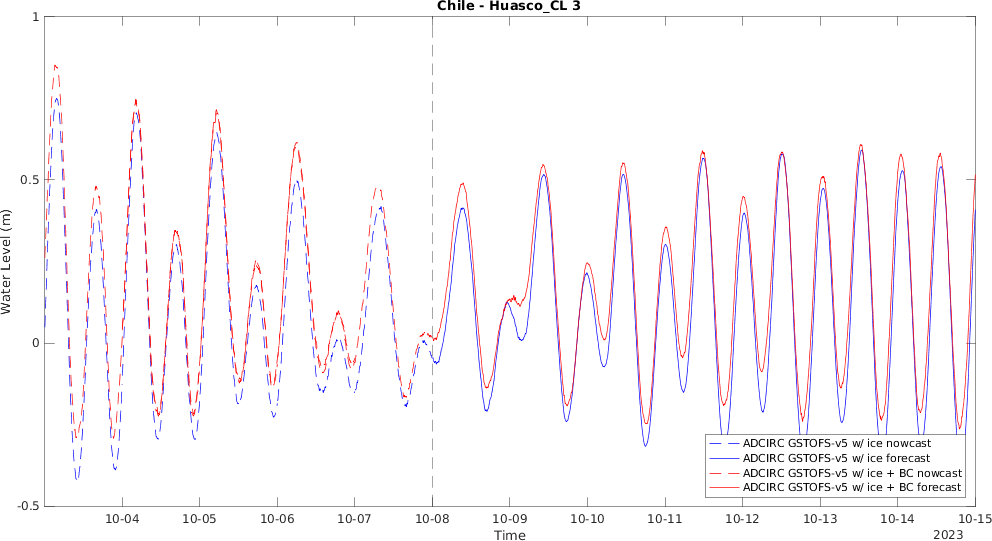 Chile - Huasco_CL 3
1
0.5
0
-0.5
Water Level (m)
10-04
10-05
10-06
10-07
10-08
10-09
10-10
10-11
10-12
10-13
10-14
10-15
Time
2023
ADCIRC GSTOFS-v5 w/ ice nowcast
ADCIRC GSTOFS-v5 w/ ice forecast
ADCIRC GSTOFS-v5 w/ ice + BC nowcast
ADCIRC GSTOFS-v5 w/ ice + BC forecast